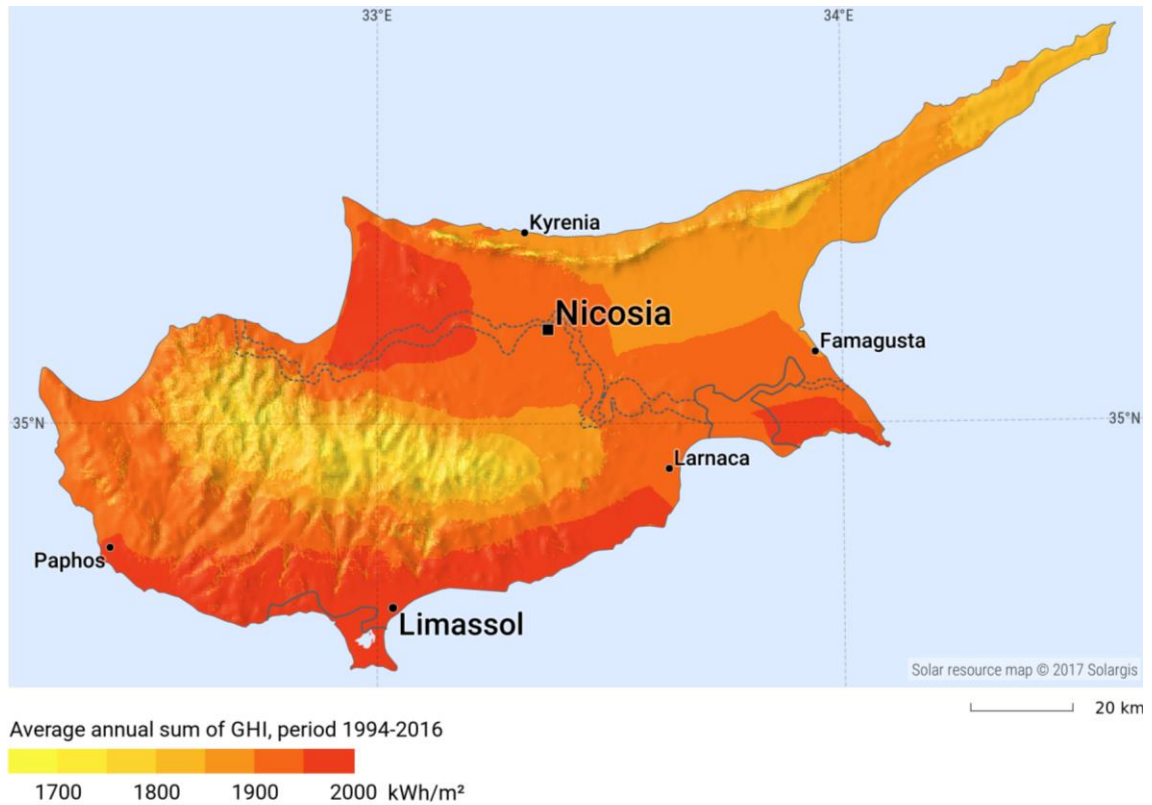 33°E
34°E
Kyrenia
Nicosia
Famagusta
35°N
35°N
Larnaca
Paphos
Limassol
Solar resource map © 2017 Solargis
20 km
Average annual sum of GHI, period 1994-2016
1700 1800 1900 2000 kWh/m²